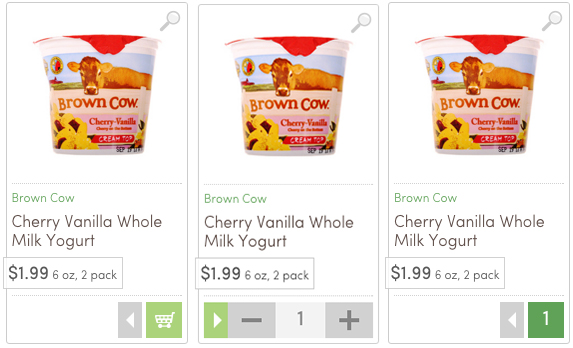 BROWN COW.
Cherry-Vanilla
Cherry on the Bottom
CREAM TOP
Brown Cow
Cherry Vanilla Whole
Milk Yogurt
$1.99 6 oz, 2 pack
BROWN COW.
Cherry-Vanilla
Cherry on the Bottom
CREAM TOP
Brown Cow
Cherry Vanilla Whole
Milk Yogurt
$1.99 6 oz, 2 pack
1
BROWN COW.
Cherry-Vanilla
Cherry on the Bottom
CREAM TOP
Brown Cow
Cherry Vanilla Whole
Milk Yogurt
$1.99 6 oz, 2 pack
1